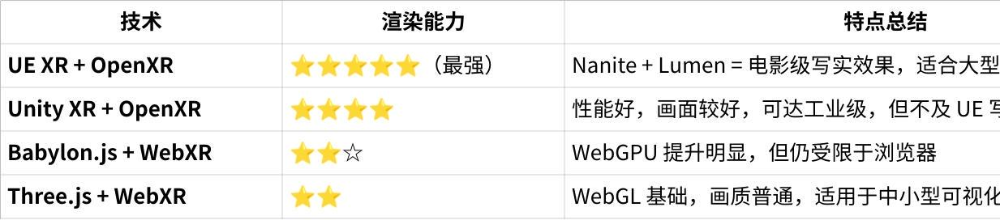 技术 渲染能力 特点总结
UE XR + OpenXR ⭐⭐⭐⭐⭐（最强） Nanite + Lumen = 电影级写实效果，适合大型
Unity XR + OpenXR ⭐⭐⭐⭐ 性能好，画面较好，可达工业级，但不及 UE
Babylon.js + WebXR ⭐⭐☆ WebGPU 提升明显，但仍受限于浏览器
Three.js + WebXR ⭐⭐ WebGL 基础，画质普通，适用于中小型可视化